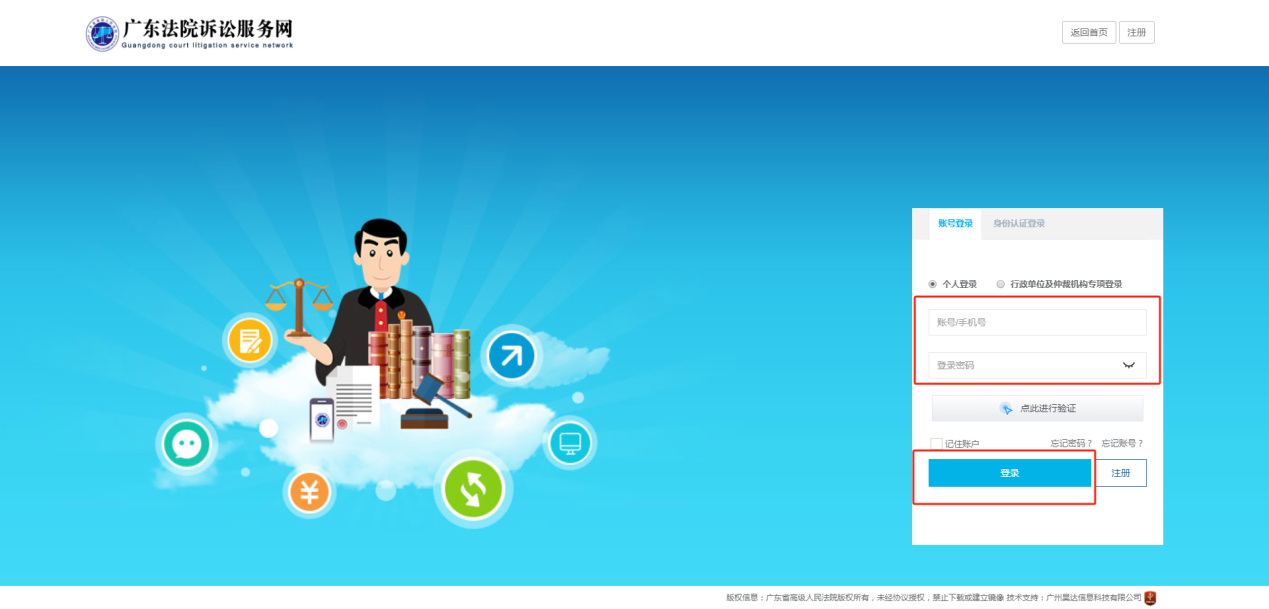 广东法院诉讼服务网
Guangdong court litigation service network
返回首页 注册
账号登录 身份认证登录
个人登录 行政单位及仲裁机构专项登录
账号/手机号
登录密码
点此进行验证
记住账户 忘记密码？ 忘记账号？
登录 注册
版权信息：广东省高级人民法院版权所有，未经协议授权，禁止下载或建立镜像 技术支持：广州昊达信息科技有限公司